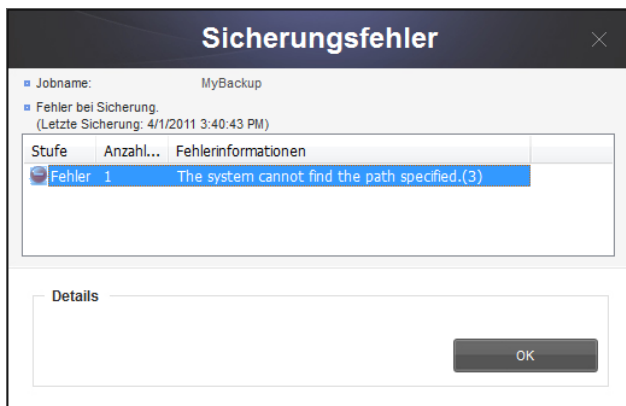 Sicherungsfehler
Jobname: MyBackup
Fehler bei Sicherung.
(Letzte Sicherung: 4/1/2011 3:40:43 PM)
Stufe Anzahl... Fehlerinformationen
Fehler 1 The system cannot find the path specified.(3)
Details
OK